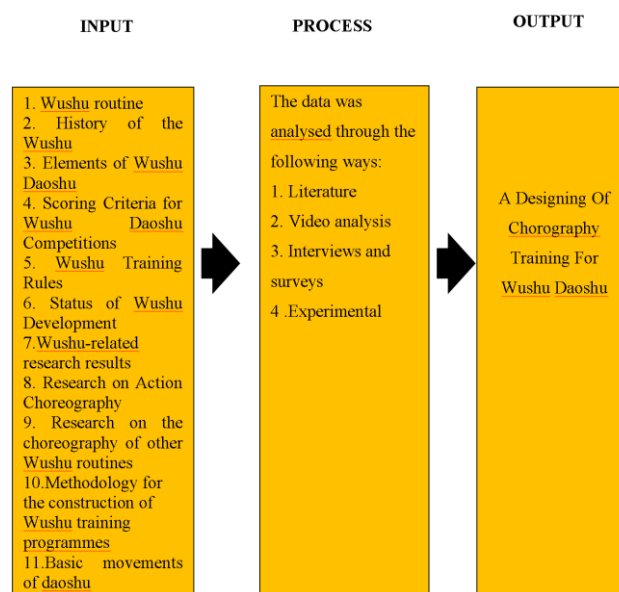 INPUT
PROCESS
OUTPUT
1. Wushu routine
2. History of the
Wushu
3. Elements of Wushu
Daoshu
4. Scoring Criteria for
Wushu Daoshu
Competitions
5. Wushu Training
Rules
6. Status of Wushu
Development
7.Wushu-related
research results
8. Research on Action
Choreography
9. Research on the
choreography of other
Wushu routines
10.Methodology for
the construction of
Wushu training
programmes
11.Basic movements
of daoshu
The data was
analysed through the
following ways:
1. Literature
2. Video analysis
3. Interviews and
surveys
4 .Experimental
A Designing Of
Chorography
Training For
Wushu Daoshu